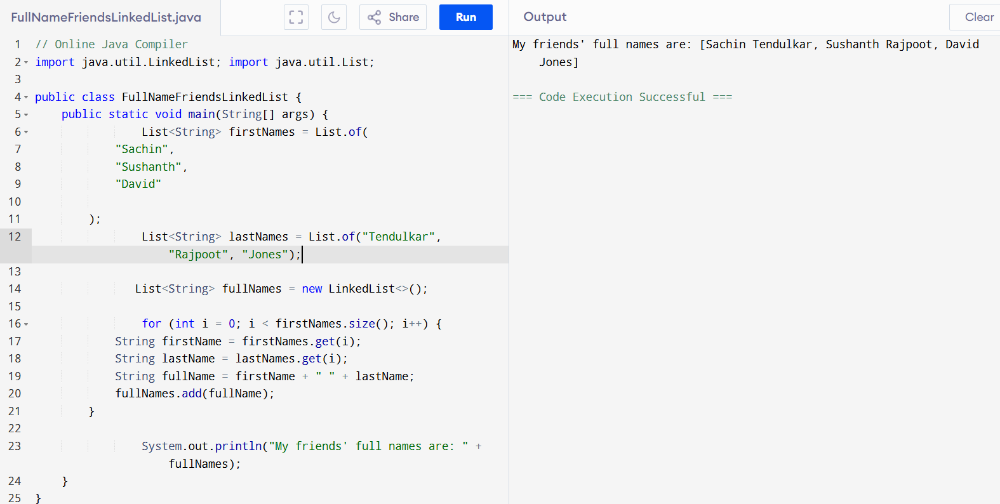 FullNameFriendsLinkedList.java
Share
Run
Output
Clear
1 // Online Java Compiler
2 import java.util.LinkedList; import java.util.List;
3
4 public class FullNameFriendsLinkedList {
5     public static void main(String[] args) {
6                 List<String> firstNames = List.of(
7             "Sachin",
8             "Sushanth",
9             "David"
10
11         );
12                 List<String> lastNames = List.of("Tendulkar",
                    "Rajpoot", "Jones");
13
14                List<String> fullNames = new LinkedList<>();
15
16                 for (int i = 0; i < firstNames.size(); i++) {
17             String firstName = firstNames.get(i);
18             String lastName = lastNames.get(i);
19             String fullName = firstName + " " + lastName;
20             fullNames.add(fullName);
21         }
22
23                 System.out.println("My friends' full names are: " +
                    fullNames);
24     }
25 }
My friends' full names are: [Sachin Tendulkar, Sushanth Rajpoot, David
    Jones]
=== Code Execution Successful ===